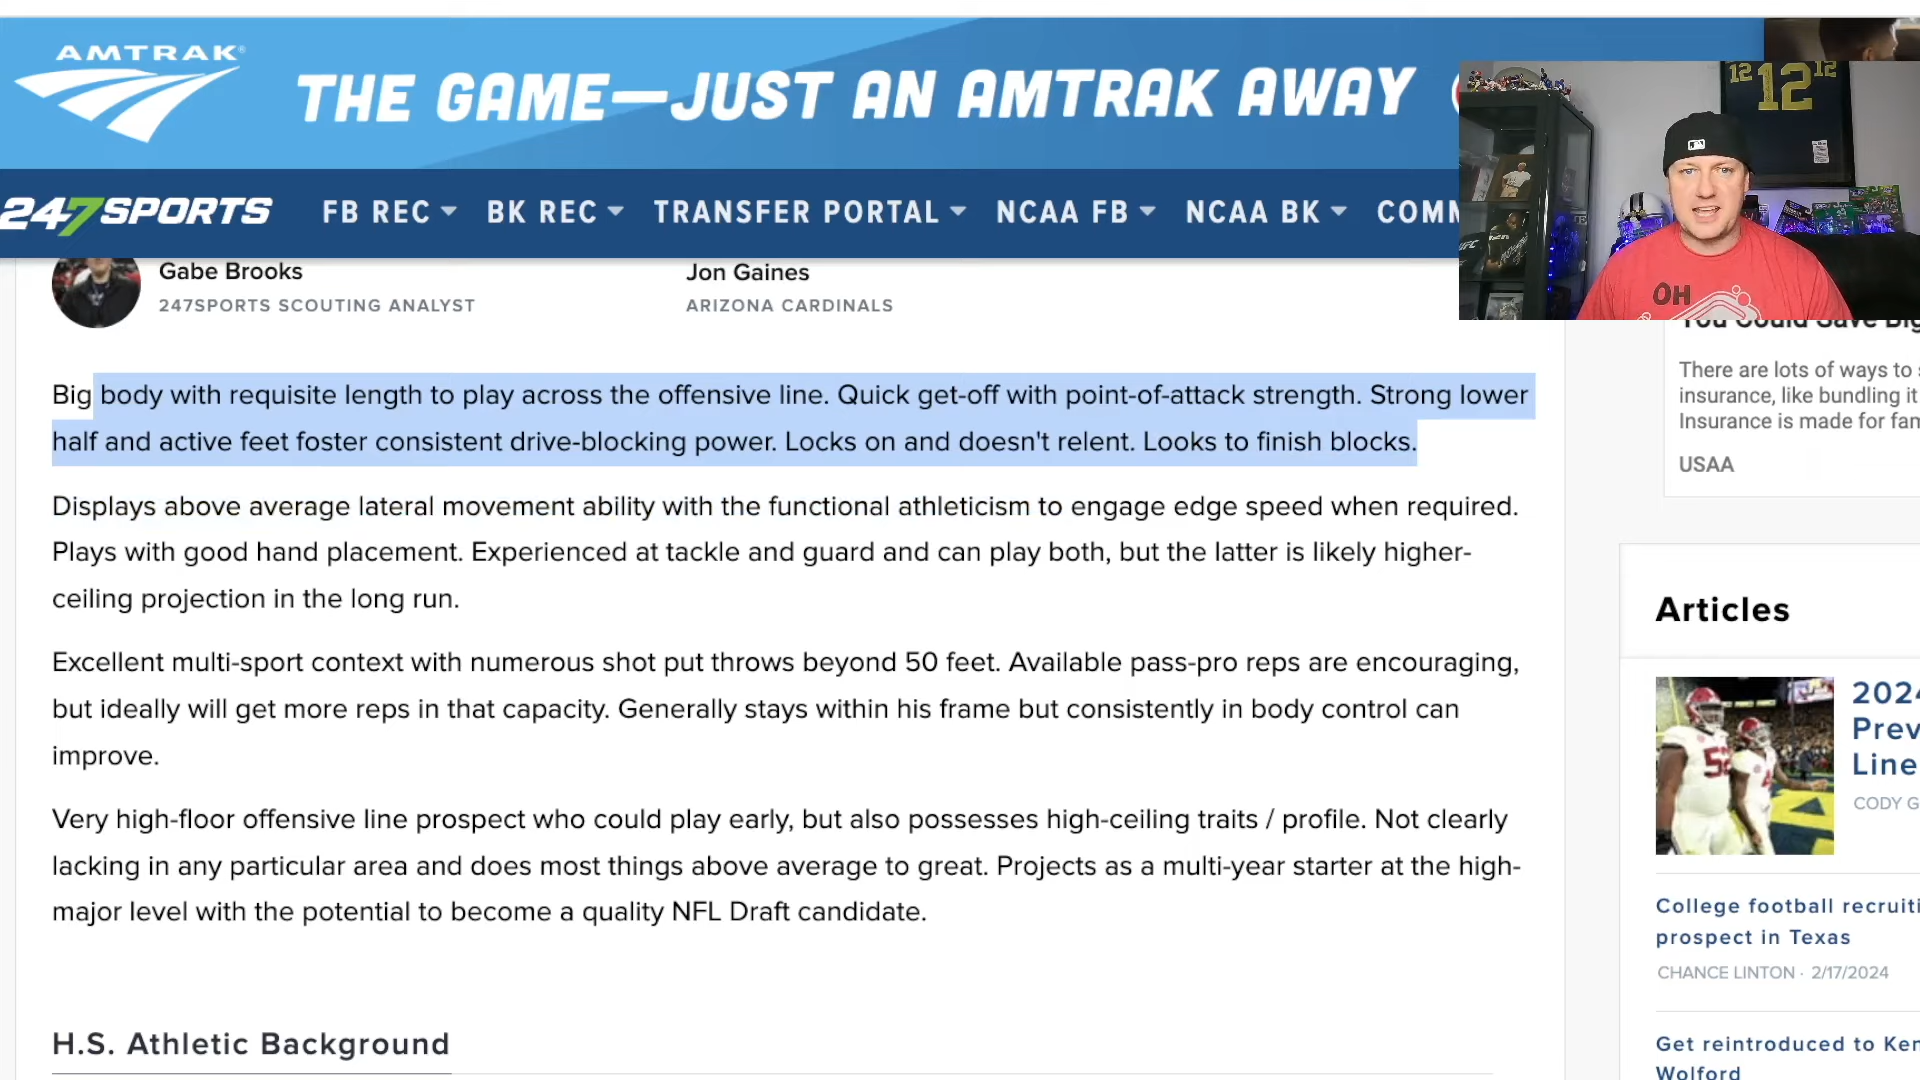 AMTRAK
THE GAME—JUST AN AMTRAK AWAY
247SPORTS FB REC BK REC TRANSFER PORTAL NCAA FB NCAA BK COMM
12 12 12
OH
Gabe Brooks
247SPORTS SCOUTING ANALYST
Jon Gaines
ARIZONA CARDINALS
Big body with requisite length to play across the offensive line. Quick get-off with point-of-attack strength. Strong lower
half and active feet foster consistent drive-blocking power. Locks on and doesn't relent. Looks to finish blocks.
Displays above average lateral movement ability with the functional athleticism to engage edge speed when required.
Plays with good hand placement. Experienced at tackle and guard and can play both, but the latter is likely higher-
ceiling projection in the long run.
Excellent multi-sport context with numerous shot put throws beyond 50 feet. Available pass-pro reps are encouraging,
but ideally will get more reps in that capacity. Generally stays within his frame but consistently in body control can
improve.
Very high-floor offensive line prospect who could play early, but also possesses high-ceiling traits / profile. Not clearly
lacking in any particular area and does most things above average to great. Projects as a multi-year starter at the high-
major level with the potential to become a quality NFL Draft candidate.
H.S. Athletic Background
You Could Save Big
There are lots of ways to
insurance, like bundling it
Insurance is made for fam
USAA
Articles
2024
Prev
Line
CODY G
College football recruiti
prospect in Texas
CHANCE LINTON · 2/17/2024
Get reintroduced to Ken
Wolford